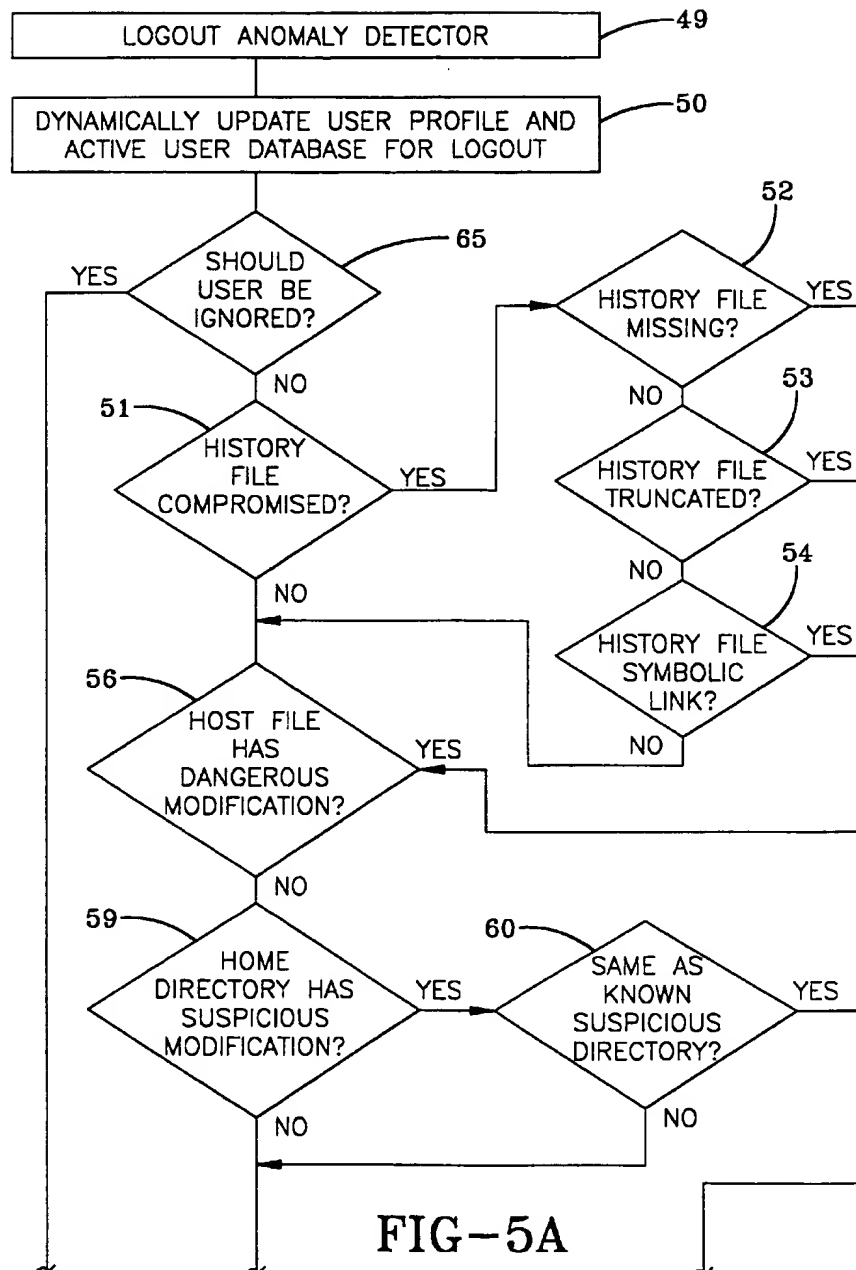 LOGOUT ANOMALY DETECTOR
49
DYNAMICALLY UPDATE USER PROFILE AND
ACTIVE USER DATABASE FOR LOGOUT
50
SHOULD
USER BE
IGNORED?
65
YES
NO
HISTORY FILE
MISSING?
52
YES
NO
51
HISTORY
FILE
COMPROMISED?
YES
NO
HISTORY FILE
TRUNCATED?
53
YES
NO
HISTORY FILE
SYMBOLIC
LINK?
54
YES
NO
56
HOST FILE
HAS
DANGEROUS
MODIFICATION?
YES
NO
59
HOME
DIRECTORY HAS
SUSPICIOUS
MODIFICATION?
YES
NO
60
SAME AS
KNOWN
SUSPICIOUS
DIRECTORY?
YES
NO
FIG-5A